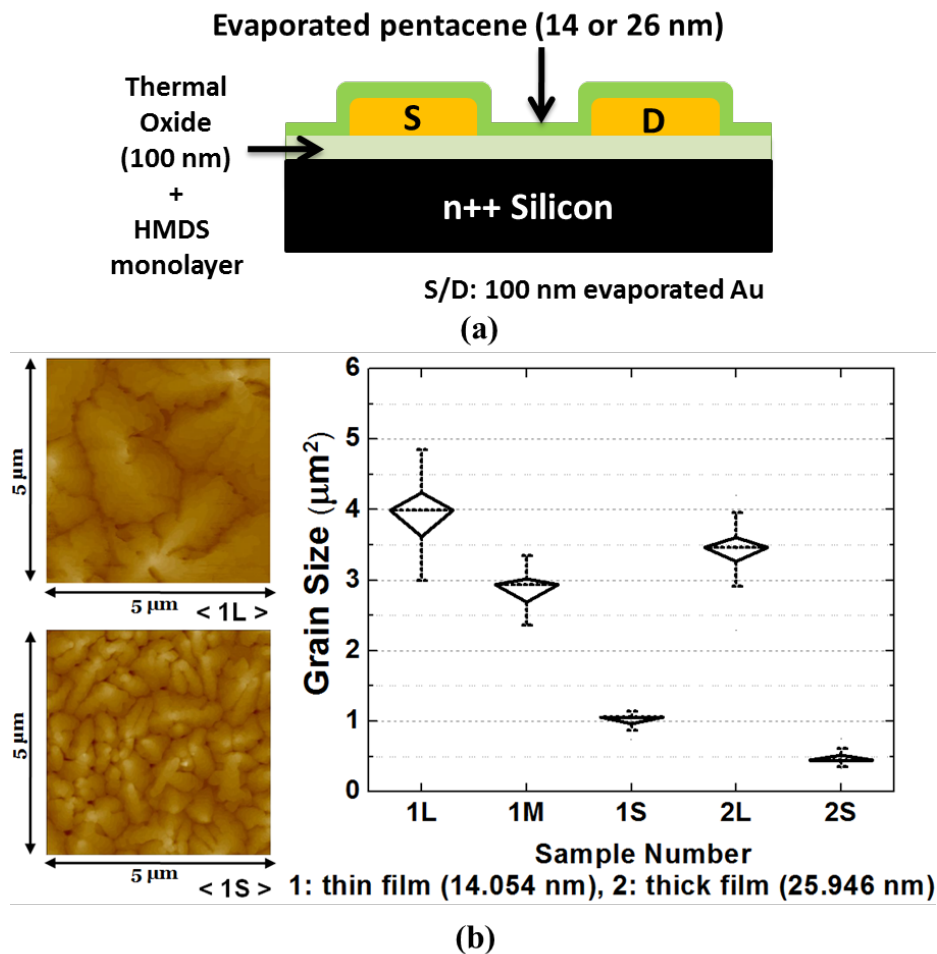 Evaporated pentacene (14 or 26 nm)
Thermal
Oxide
(100 nm)
+
HMDS
monolayer
S
D
n++ Silicon
S/D: 100 nm evaporated Au
(a)
5 μm
5 μm
< 1L >
5 μm
5 μm
< 1S >
Grain Size (μm²)
6
5
4
3
2
1
0
1L 1M 1S 2L 2S
Sample Number
1: thin film (14.054 nm), 2: thick film (25.946 nm)
(b)